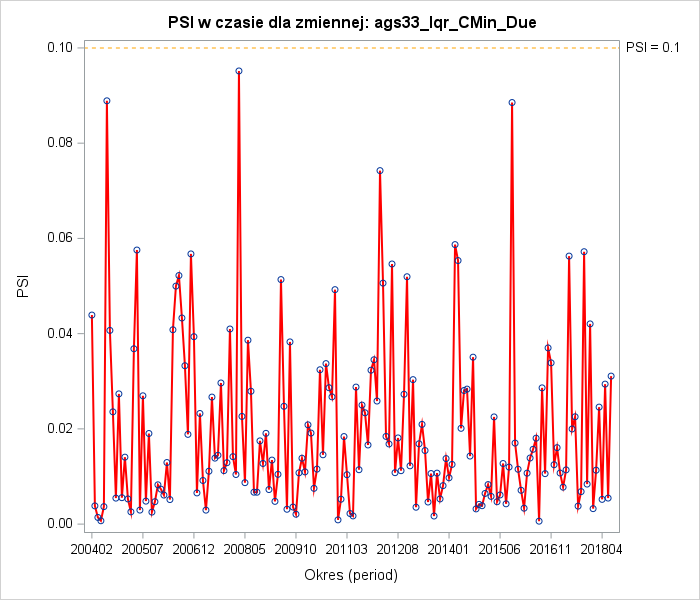 PSI w czasie dla zmiennej: ags33_Iqr_CMin_Due
0.10
PSI = 0.1
0.08
0.06
PSI
0.04
0.02
0.00
200402 200507 200612 200805 200910 201103 201208 201401 201506 201611 201804
Okres (period)